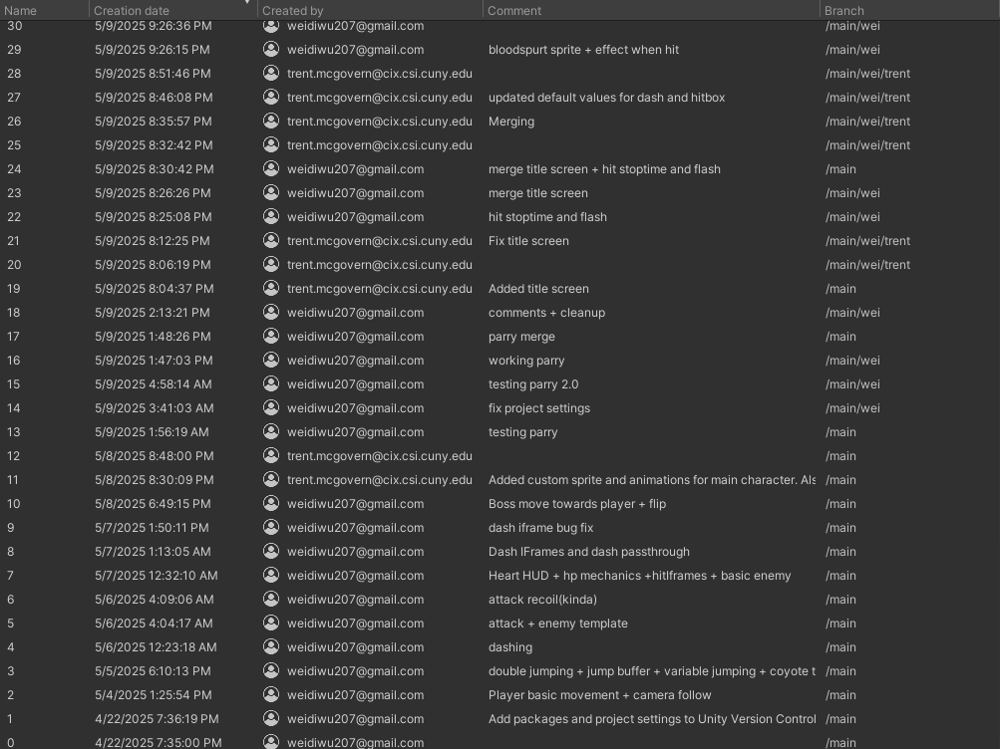 Name Creation date Created by Comment Branch
30 5/9/2025 9:26:36 PM weidiwu207@gmail.com /main/wei
29 5/9/2025 9:26:15 PM weidiwu207@gmail.com bloodspurt sprite + effect when hit /main/wei
28 5/9/2025 8:51:46 PM trent.mcgovern@cix.csi.cuny.edu /main/wei/trent
27 5/9/2025 8:46:08 PM trent.mcgovern@cix.csi.cuny.edu updated default values for dash and hitbox /main/wei/trent
26 5/9/2025 8:35:57 PM trent.mcgovern@cix.csi.cuny.edu Merging /main/wei/trent
25 5/9/2025 8:32:42 PM trent.mcgovern@cix.csi.cuny.edu /main/wei/trent
24 5/9/2025 8:30:42 PM weidiwu207@gmail.com merge title screen + hit stoptime and flash /main
23 5/9/2025 8:26:26 PM weidiwu207@gmail.com merge title screen /main/wei
22 5/9/2025 8:25:08 PM weidiwu207@gmail.com hit stoptime and flash /main/wei
21 5/9/2025 8:12:25 PM trent.mcgovern@cix.csi.cuny.edu Fix title screen /main/wei/trent
20 5/9/2025 8:06:19 PM trent.mcgovern@cix.csi.cuny.edu /main/wei/trent
19 5/9/2025 8:04:37 PM trent.mcgovern@cix.csi.cuny.edu Added title screen /main
18 5/9/2025 2:13:21 PM weidiwu207@gmail.com comments + cleanup /main/wei
17 5/9/2025 1:48:26 PM weidiwu207@gmail.com parry merge /main
16 5/9/2025 1:47:03 PM weidiwu207@gmail.com working parry /main/wei
15 5/9/2025 4:58:14 AM weidiwu207@gmail.com testing parry 2.0 /main/wei
14 5/9/2025 3:41:03 AM weidiwu207@gmail.com fix project settings /main/wei
13 5/9/2025 1:56:19 AM weidiwu207@gmail.com testing parry /main
12 5/8/2025 8:48:00 PM trent.mcgovern@cix.csi.cuny.edu /main
11 5/8/2025 8:30:09 PM trent.mcgovern@cix.csi.cuny.edu Added custom sprite and animations for main character. Als /main
10 5/8/2025 6:49:15 PM weidiwu207@gmail.com Boss move towards player + flip /main
9 5/7/2025 1:50:11 PM weidiwu207@gmail.com dash iframe bug fix /main
8 5/7/2025 1:13:05 AM weidiwu207@gmail.com Dash IFrames and dash passthrough /main
7 5/7/2025 12:32:10 AM weidiwu207@gmail.com Heart HUD + hp mechanics +hitIframes + basic enemy /main
6 5/6/2025 4:09:06 AM weidiwu207@gmail.com attack recoil(kinda) /main
5 5/6/2025 4:04:17 AM weidiwu207@gmail.com attack + enemy template /main
4 5/6/2025 12:23:18 AM weidiwu207@gmail.com dashing /main
3 5/5/2025 6:10:13 PM weidiwu207@gmail.com double jumping + jump buffer + variable jumping + coyote t /main
2 5/4/2025 1:25:54 PM weidiwu207@gmail.com Player basic movement + camera follow /main
1 4/22/2025 7:36:19 PM weidiwu207@gmail.com Add packages and project settings to Unity Version Control /main
0 4/22/2025 7:35:00 PM weidiwu207@gmail.com /main